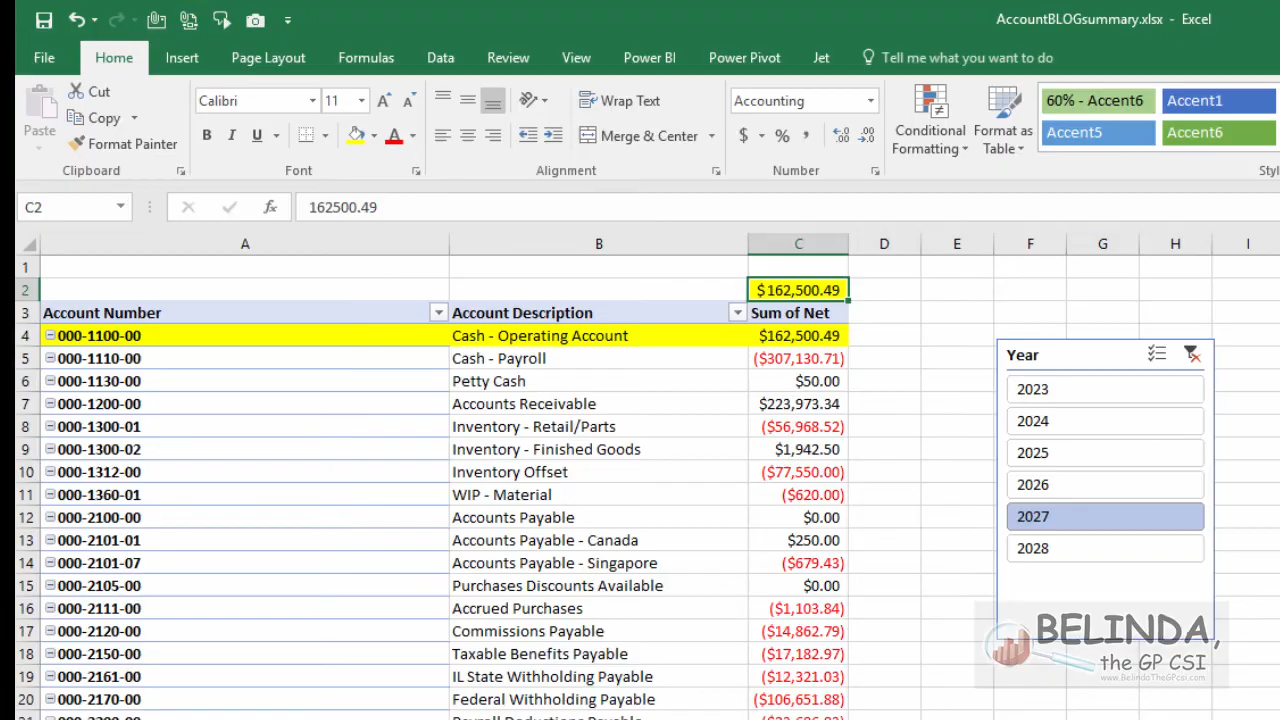 AccountBLOGsummary.xlsx - Excel
File Home Insert Page Layout Formulas Data Review View Power BI Power Pivot Jet Tell me what you want to do
Paste
Cut
Copy
Format Painter
Clipboard
Calibri 11
B I U
Font
Wrap Text
Merge & Center
Alignment
Accounting
$ % ,
Number
Conditional Formatting
Format as Table
60% - Accent6 Accent1
Accent5 Accent6
Styl
C2 fx 162500.49
A B C D E F G H I
1
2 $162,500.49
3 Account Number Account Description Sum of Net
4 000-1100-00 Cash - Operating Account $162,500.49
5 000-1110-00 Cash - Payroll ($307,130.71)
6 000-1130-00 Petty Cash $50.00
7 000-1200-00 Accounts Receivable $223,973.34
8 000-1300-01 Inventory - Retail/Parts ($56,968.52)
9 000-1300-02 Inventory - Finished Goods $1,942.50
10 000-1312-00 Inventory Offset ($77,550.00)
11 000-1360-01 WIP - Material ($620.00)
12 000-2100-00 Accounts Payable $0.00
13 000-2101-01 Accounts Payable - Canada $250.00
14 000-2101-07 Accounts Payable - Singapore ($679.43)
15 000-2105-00 Purchases Discounts Available $0.00
16 000-2111-00 Accrued Purchases ($1,103.84)
17 000-2120-00 Commissions Payable ($14,862.79)
18 000-2150-00 Taxable Benefits Payable ($17,182.97)
19 000-2161-00 IL State Withholding Payable ($12,321.03)
20 000-2170-00 Federal Withholding Payable ($106,651.88)
Year
2023
2024
2025
2026
2027
2028
BELINDA,
the GP CSI
www.BelindaTheGPcsi.com